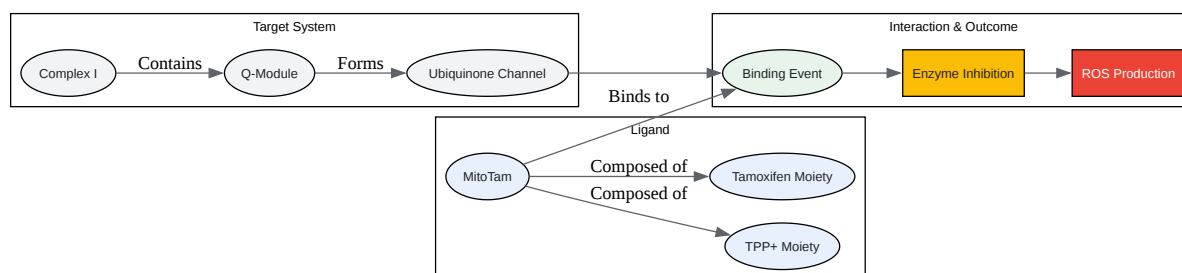 Target System
Interaction & Outcome
Complex I
Contains
Q-Module
Forms
Ubiquinone Channel
Binding Event
Enzyme Inhibition
ROS Production
Binds to
Ligand
MitoTam
Composed of
Tamoxifen Moiety
Composed of
TPP+ Moiety